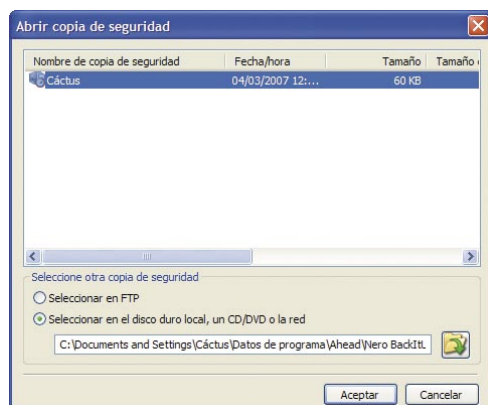 Abrir copia de seguridad
Nombre de copia de seguridad Fecha/hora Tamaño Tamaño
Cáctus 04/03/2007 12:... 60 KB
Seleccione otra copia de seguridad
Seleccionar en FTP
Seleccionar en el disco duro local, un CD/DVD o la red
C:\Documents and Settings\Cáctus\Datos de programa\Ahead\Nero BackItU
Aceptar Cancelar